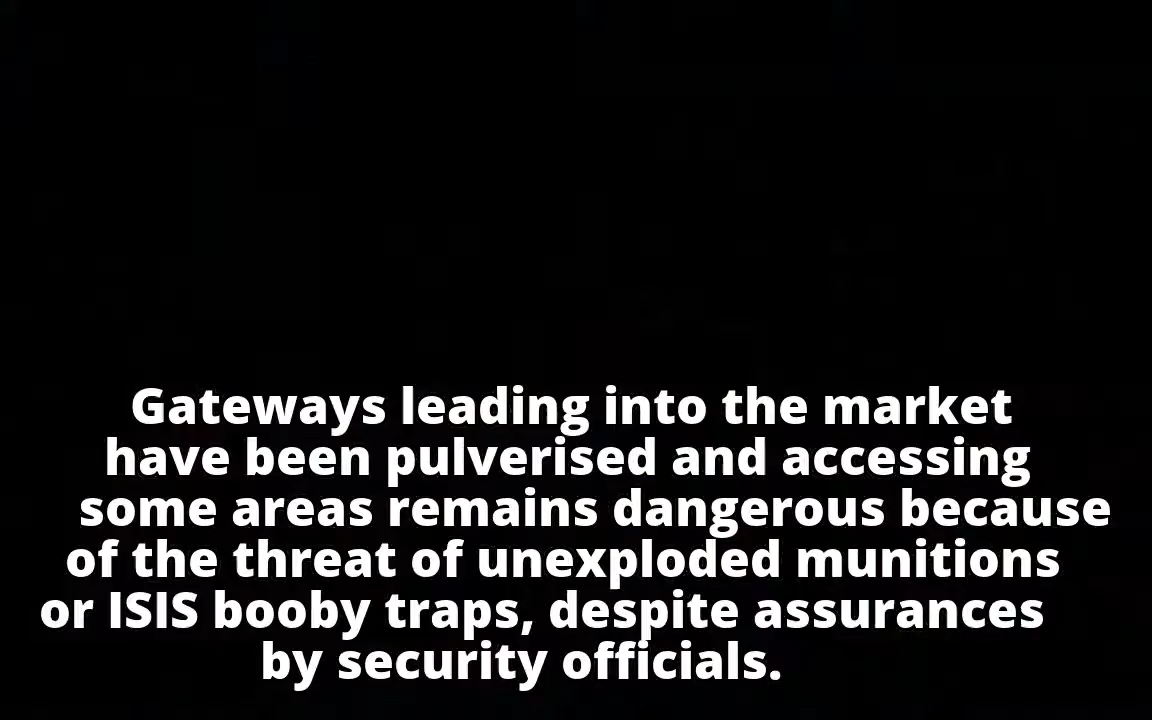 Gateways leading into the market
have been pulverised and accessing
some areas remains dangerous because
of the threat of unexploded munitions
or ISIS booby traps, despite assurances
by security officials.